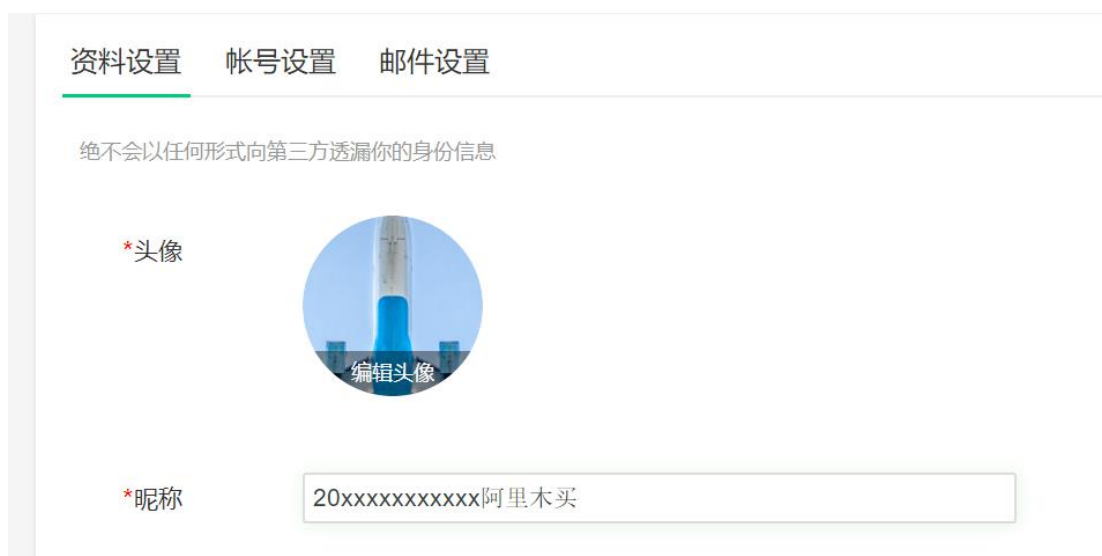 资料设置 帐号设置 邮件设置
绝不会以任何形式向第三方透漏你的身份信息
*头像
编辑头像
*昵称 20xxxxxxxxxxx阿里木买